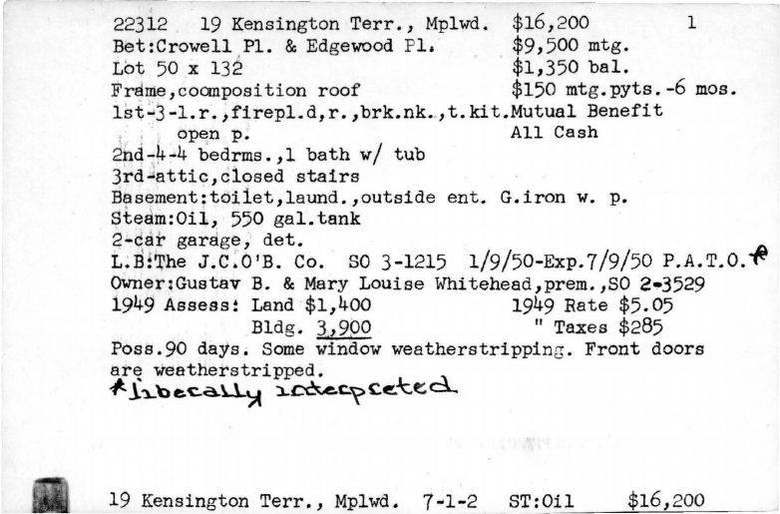 22312 19 Kensington Terr., Mplwd. $16,200 1
Bet:Crowell Pl. & Edgewood Pl. $9,500 mtg.
Lot 50 x 132 $1,350 bal.
Frame,coomposition roof $150 mtg.pyts.-6 mos.
1st-3-l.r.,firepl.d,r.,brk.nk.,t.kit.Mutual Benefit
open p. All Cash
2nd-4-4 bedrms.,1 bath w/ tub
3rd-attic,closed stairs
Basement:toilet,laund.,outside ent. G.iron w. p.
Steam:Oil, 550 gal.tank
2-car garage, det.
L.B:The J.C.O'B. Co. SO 3-1215 1/9/50-Exp.7/9/50 P.A.T.O.*
Owner:Gustav B. & Mary Louise Whitehead,prem.,SO 2-3529
1949 Assess: Land $1,400 1949 Rate $5.05
Bldg. 3,900 " Taxes $285
Poss.90 days. Some window weatherstripping. Front doors
are weatherstripped.
*liberally interpreted
19 Kensington Terr., Mplwd. 7-1-2 ST:Oil $16,200